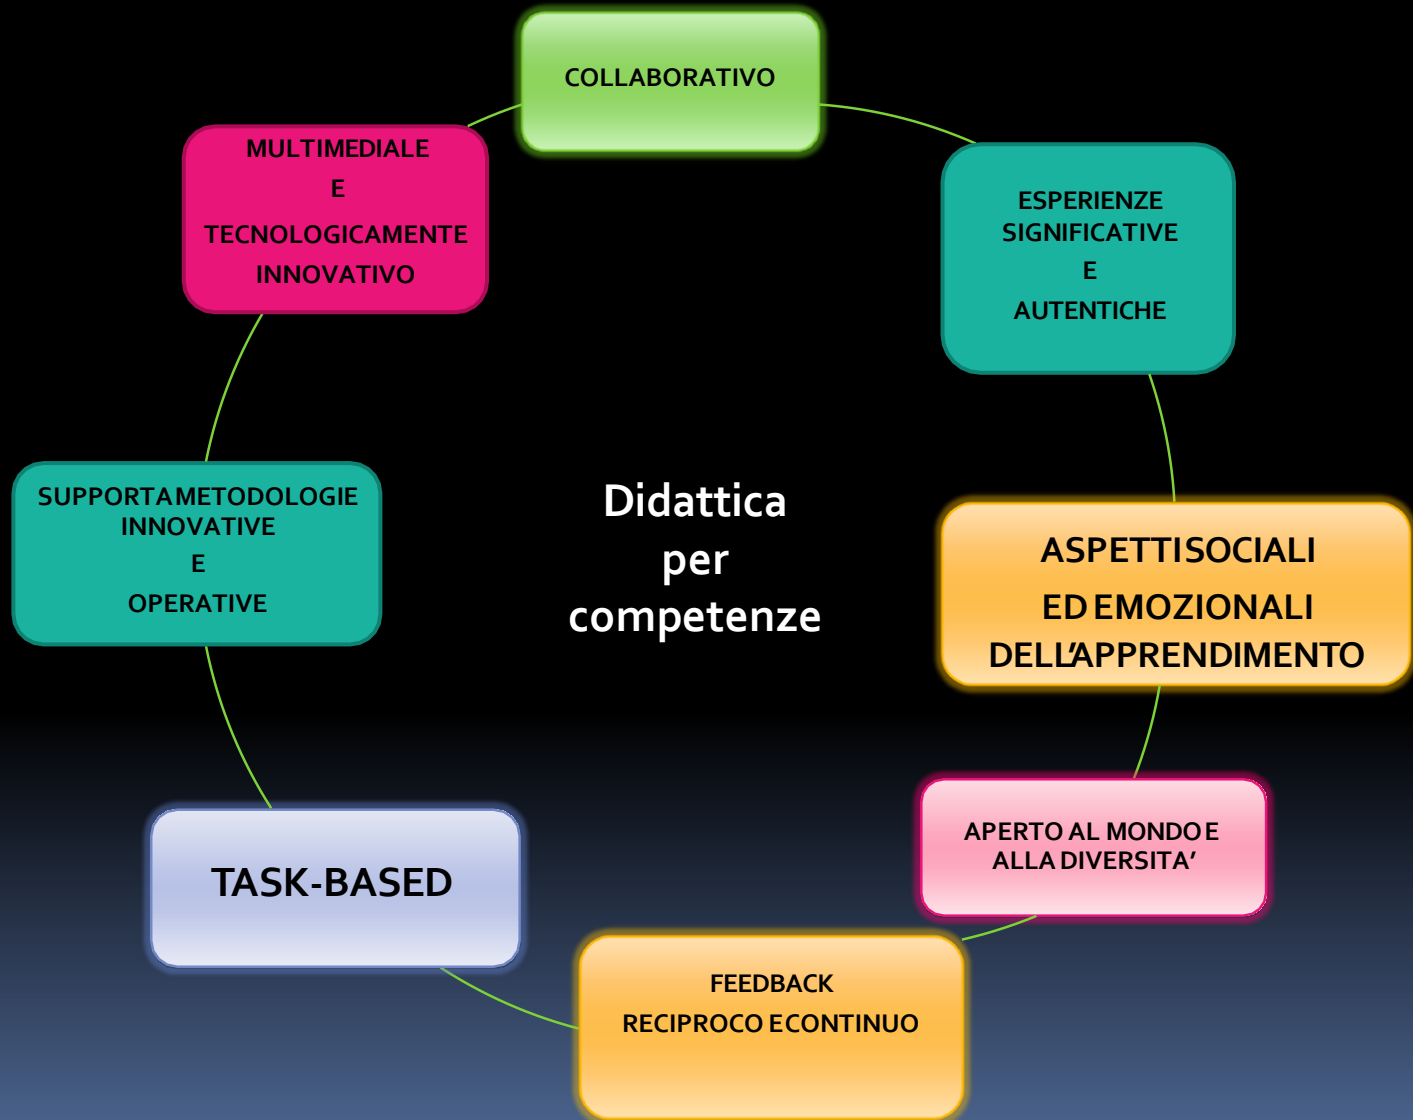 COLLABORATIVO
MULTIMEDIALE
E
TECNOLOGICAMENTE
INNOVATIVO
ESPERIENZE
SIGNIFICATIVE
E
AUTENTICHE
SUPPORTA METODOLOGIE
INNOVATIVE
E
OPERATIVE
Didattica
per
competenze
ASPETTI SOCIALI
ED EMOZIONALI
DELL'APPRENDIMENTO
TASK-BASED
APERTO AL MONDO E
ALLA DIVERSITA'
FEEDBACK
RECIPROCO E CONTINUO